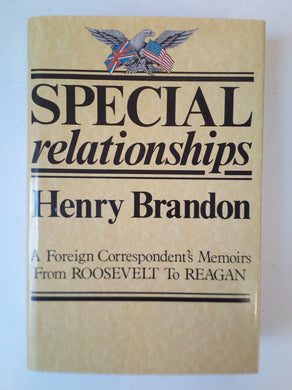 SPECIAL
relationships
Henry Brandon
A Foreign Correspondent's Memoirs
From ROOSEVELT To REAGAN